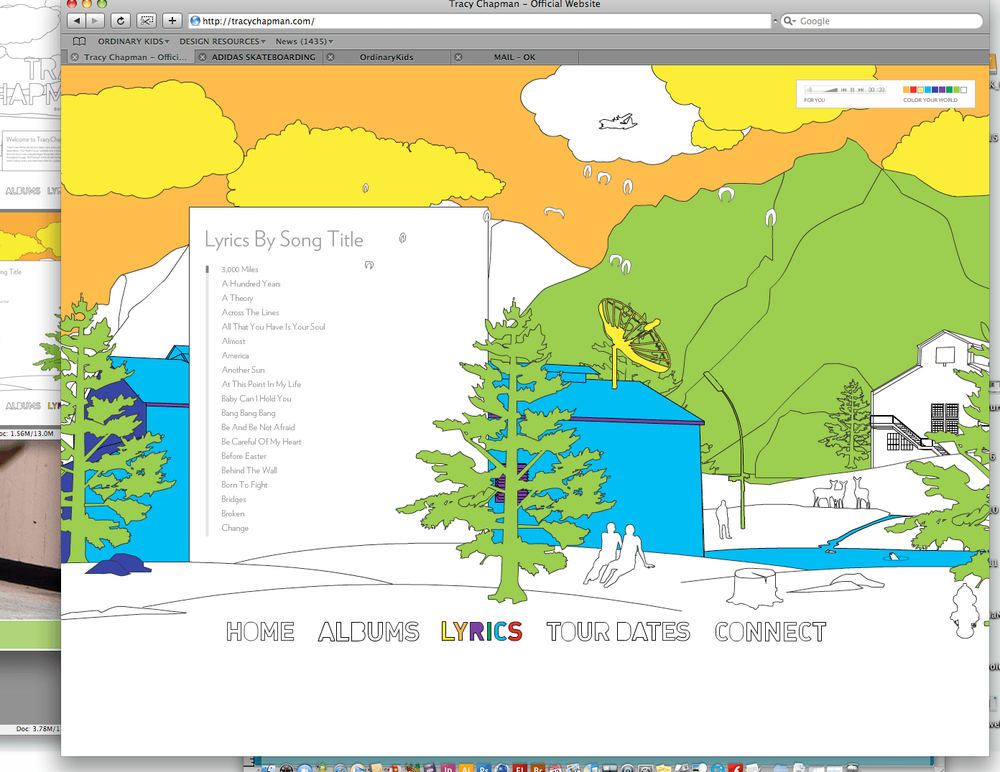 Tracy Chapman – Official Website
http://tracychapman.com/
Google
ORDINARY KIDS DESIGN RESOURCES News (1435)
Tracy Chapman – Offici... ADIDAS SKATEBOARDING OrdinaryKids MAIL – OK
FOR YOU COLOR YOUR WORLD
Lyrics By Song Title
3,000 Miles
A Hundred Years
A Theory
Across The Lines
All That You Have Is Your Soul
Almost
America
Another Sun
At This Point In My Life
Baby Can I Hold You
Bang Bang Bang
Be And Be Not Afraid
Be Careful Of My Heart
Before Easter
Behind The Wall
Born To Fight
Bridges
Broken
Change
HOME ALBUMS LYRICS TOUR DATES CONNECT
Welcome to TracyChap
ALBUMS LY
ng Title
ALBUMS LY
oc: 1.56M/13.0M
Doc: 3.78M/1